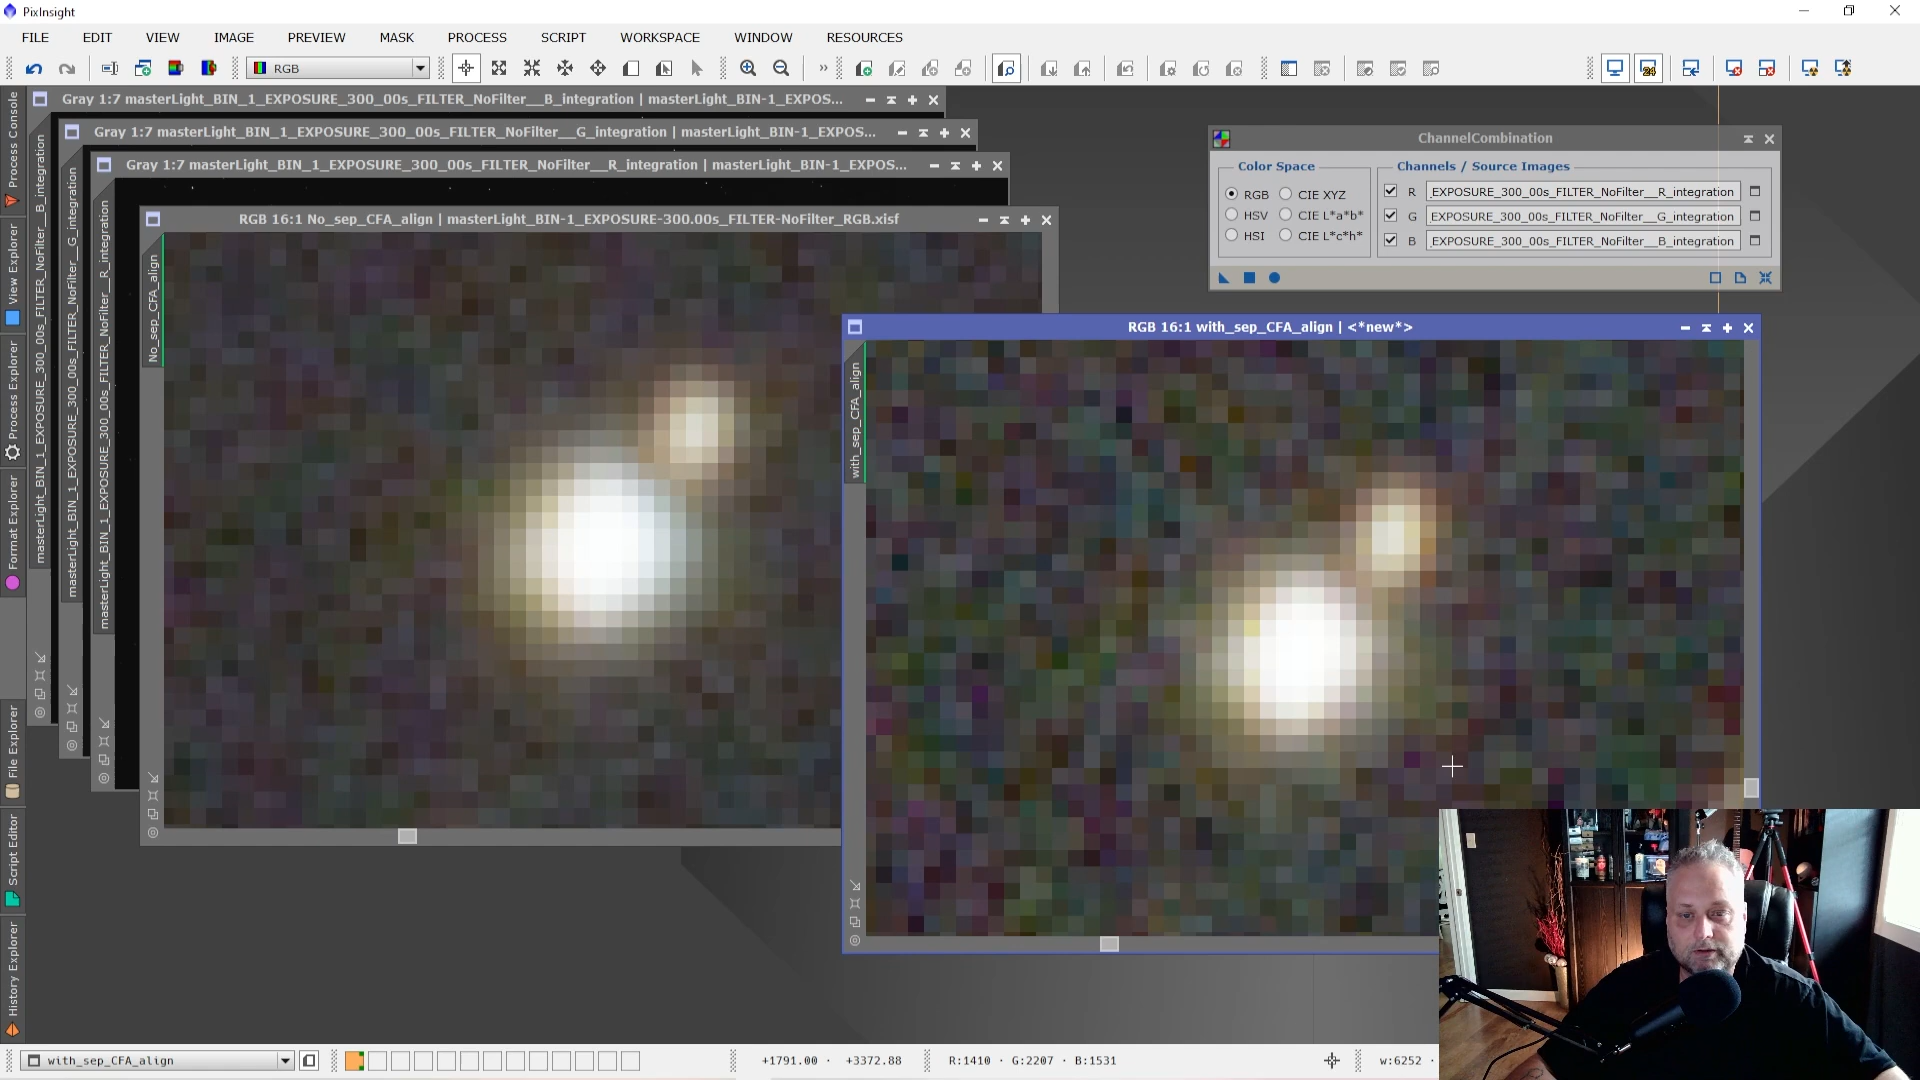 PixInsight
FILE EDIT VIEW IMAGE PREVIEW MASK PROCESS SCRIPT WORKSPACE WINDOW RESOURCES
RGB
24
Gray 1:7 masterLight_BIN_1_EXPOSURE_300_00s_FILTER_NoFilter__B_integration | masterLight_BIN-1_EXPOS...
Gray 1:7 masterLight_BIN_1_EXPOSURE_300_00s_FILTER_NoFilter__G_integration | masterLight_BIN-1_EXPOS...
Gray 1:7 masterLight_BIN_1_EXPOSURE_300_00s_FILTER_NoFilter__R_integration | masterLight_BIN-1_EXPOS...
RGB 16:1 No_sep_CFA_align | masterLight_BIN-1_EXPOSURE-300.00s_FILTER-NoFilter_RGB.xisf
RGB 16:1 with_sep_CFA_align | <*new*>
Process Console
View Explorer
Process Explorer
Format Explorer
File Explorer
Script Editor
History Explorer
masterLight_BIN_1_EXPOSURE_300_00s_FILTER_NoFilter__B_integration
masterLight_BIN_1_EXPOSURE_300_00s_FILTER_NoFilter__G_integration
masterLight_BIN_1_EXPOSURE_300_00s_FILTER_NoFilter__R_integration
No_sep_CFA_align
with_sep_CFA_align
ChannelCombination
Color Space
RGB CIE XYZ
HSV CIE L*a*b*
HSI CIE L*c*h*
Channels / Source Images
R _EXPOSURE_300_00s_FILTER_NoFilter__R_integration
G _EXPOSURE_300_00s_FILTER_NoFilter__G_integration
B _EXPOSURE_300_00s_FILTER_NoFilter__B_integration
with_sep_CFA_align
+1791.00 · +3372.88
R:1410 · G:2207 · B:1531
w:6252 ·